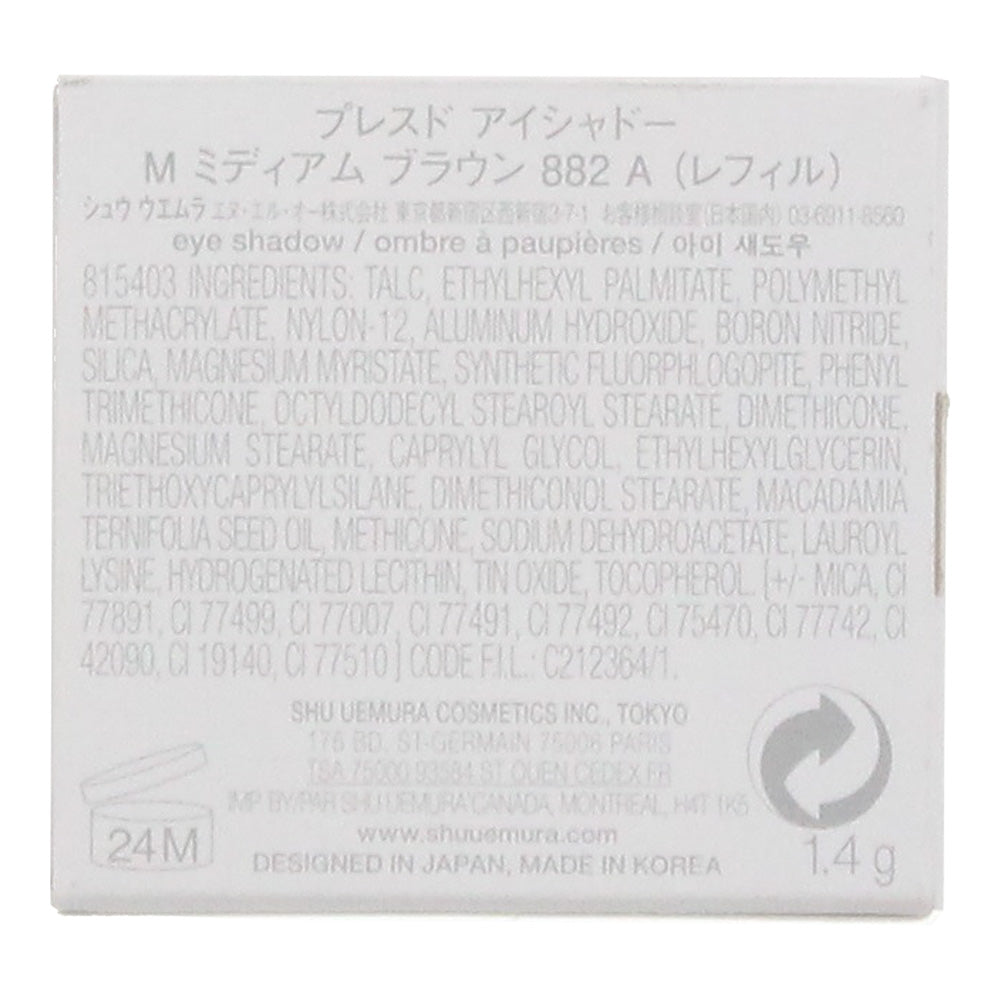 プレスド アイシャドー
M ミディアム ブラウン 882 A (レフィル)
シュウ ウエムラ エヌ・エル・オー株式会社 東京都新宿区西新宿3-7-1 お客様相談室(日本国内) 03-6911-8560
eye shadow / ombre à paupières / 아이 섀도우
815403 INGREDIENTS: TALC, ETHYLHEXYL PALMITATE, POLYMETHYL
METHACRYLATE, NYLON-12, ALUMINUM HYDROXIDE, BORON NITRIDE,
SILICA, MAGNESIUM MYRISTATE, SYNTHETIC FLUORPHLOGOPITE, PHENYL
TRIMETHICONE, OCTYLDODECYL STEAROYL STEARATE, DIMETHICONE,
MAGNESIUM STEARATE, CAPRYLYL GLYCOL, ETHYLHEXYLGLYCERIN,
TRIETHOXYCAPRYLYLSILANE, DIMETHICONOL STEARATE, MACADAMIA
TERNIFOLIA SEED OIL, METHICONE, SODIUM DEHYDROACETATE, LAUROYL
LYSINE, HYDROGENATED LECITHIN, TIN OXIDE, TOCOPHEROL. [+/- MICA, CI
77891, CI 77499, CI 77007, CI 77491, CI 77492, CI 75470, CI 77742, CI
42090, CI 19140, CI 77510 ] CODE F.I.L.: C212364/1.
SHU UEMURA COSMETICS INC., TOKYO
176 BD. ST-GERMAIN 75006 PARIS
TSA 75000 93584 ST OUEN CEDEX FR
IMP BY/PAR SHU UEMURA CANADA, MONTREAL, H4T 1K5
www.shuuemura.com
DESIGNED IN JAPAN, MADE IN KOREA
24M
1.4 g